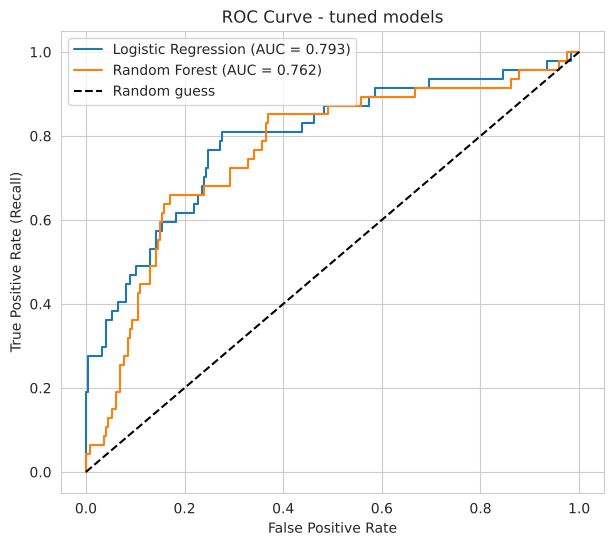 ROC Curve - tuned models
Logistic Regression (AUC = 0.793)
Random Forest (AUC = 0.762)
Random guess
True Positive Rate (Recall)
1.0
0.8
0.6
0.4
0.2
0.0
0.0 0.2 0.4 0.6 0.8 1.0
False Positive Rate